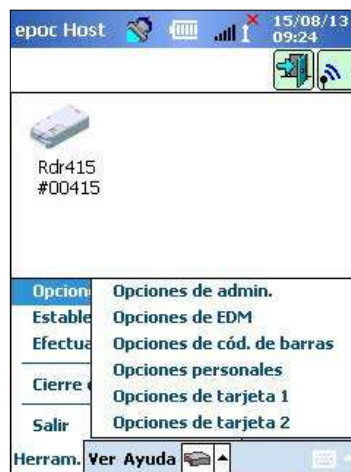 epoc Host 15/08/13
09:24
Rdr415
#00415
Opcion
Estable
Efectua
Cierre
Salir
Opciones de admin.
Opciones de EDM
Opciones de cód. de barras
Opciones personales
Opciones de tarjeta 1
Opciones de tarjeta 2
Herram. Ver Ayuda